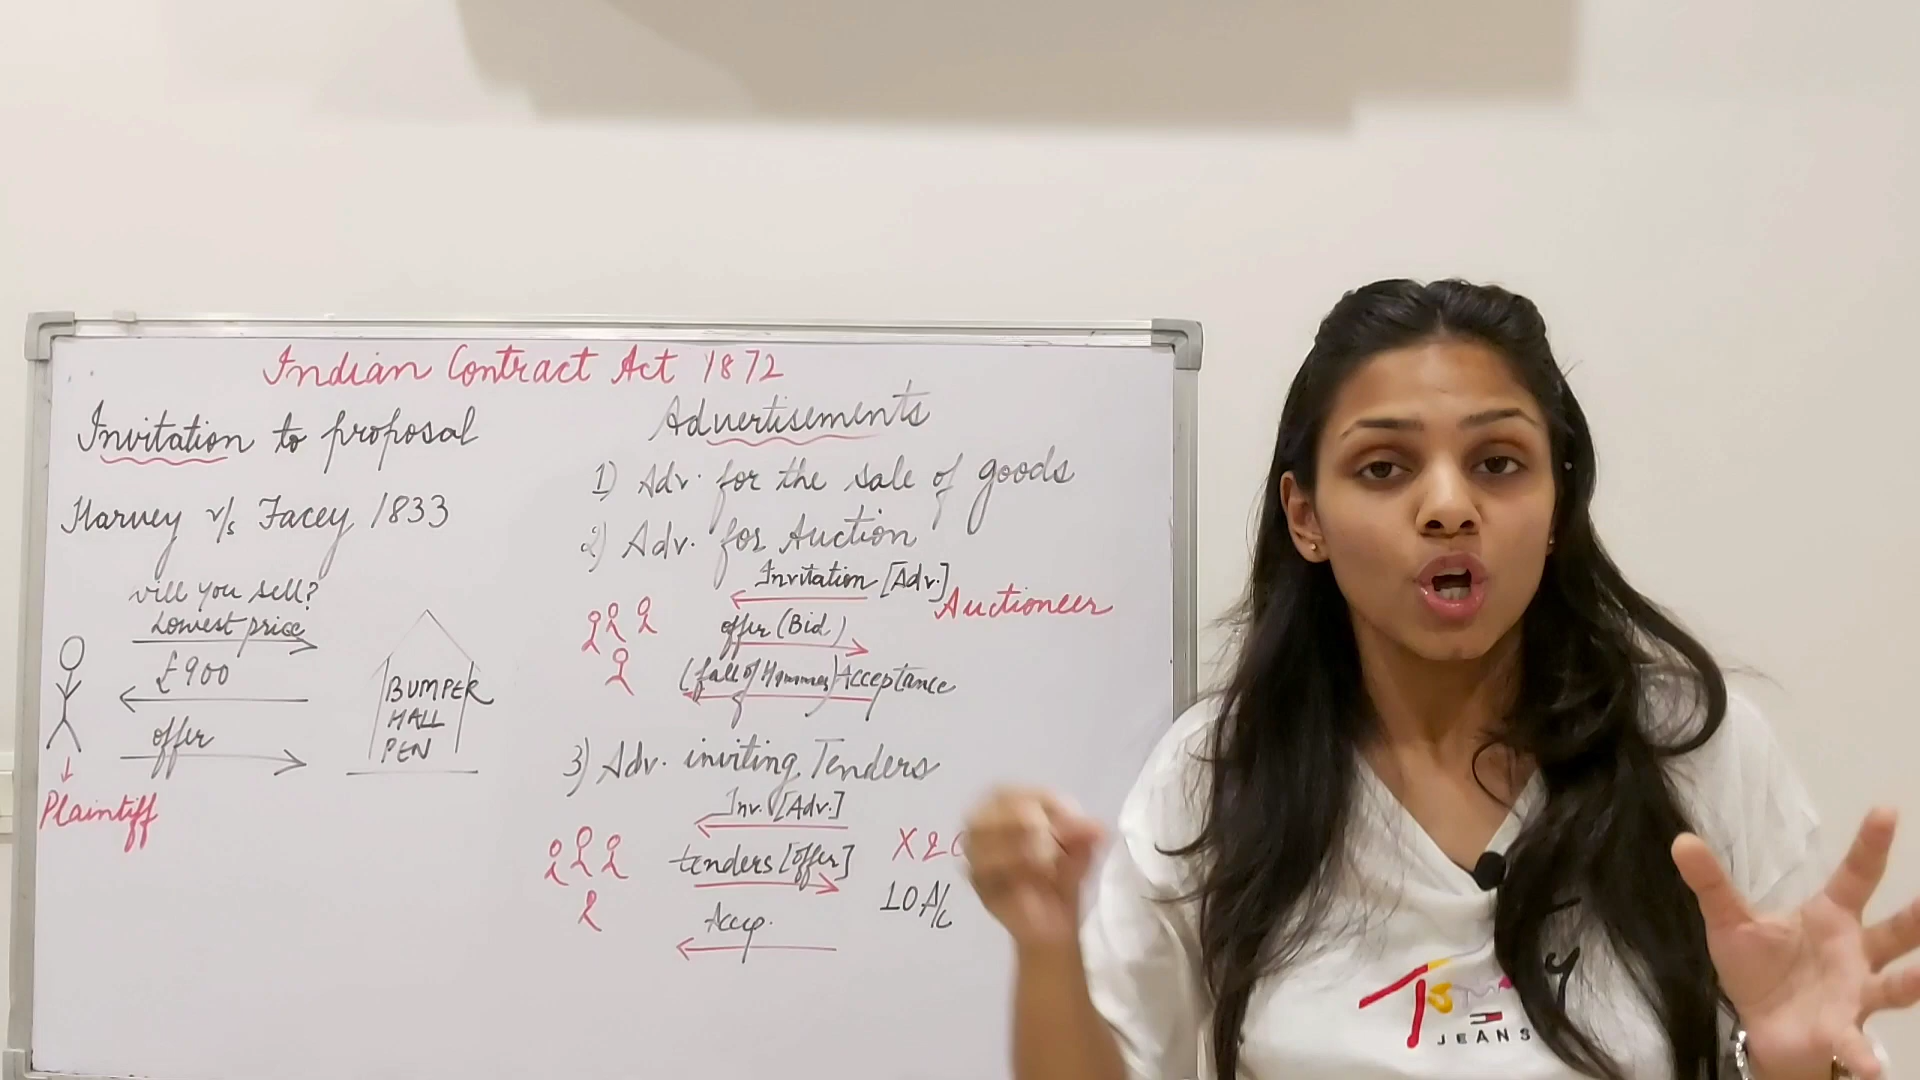 Indian Contract Act 1872
Invitation to proposal
Harvey v/s Facey 1833
will you sell?
Lowest price
£900
offer
Plaintiff
BUMPER
HALL
PEN
Advertisements
1) Adv. for the sale of goods
2) Adv. for Auction
Invitation [Adv.]
Auctioneer
offer (Bid)
(fall of Hammer) Acceptance
3) Adv. inviting Tenders
Inv. [Adv.]
tenders [offer]
Accep.
10 A/c
JEANS